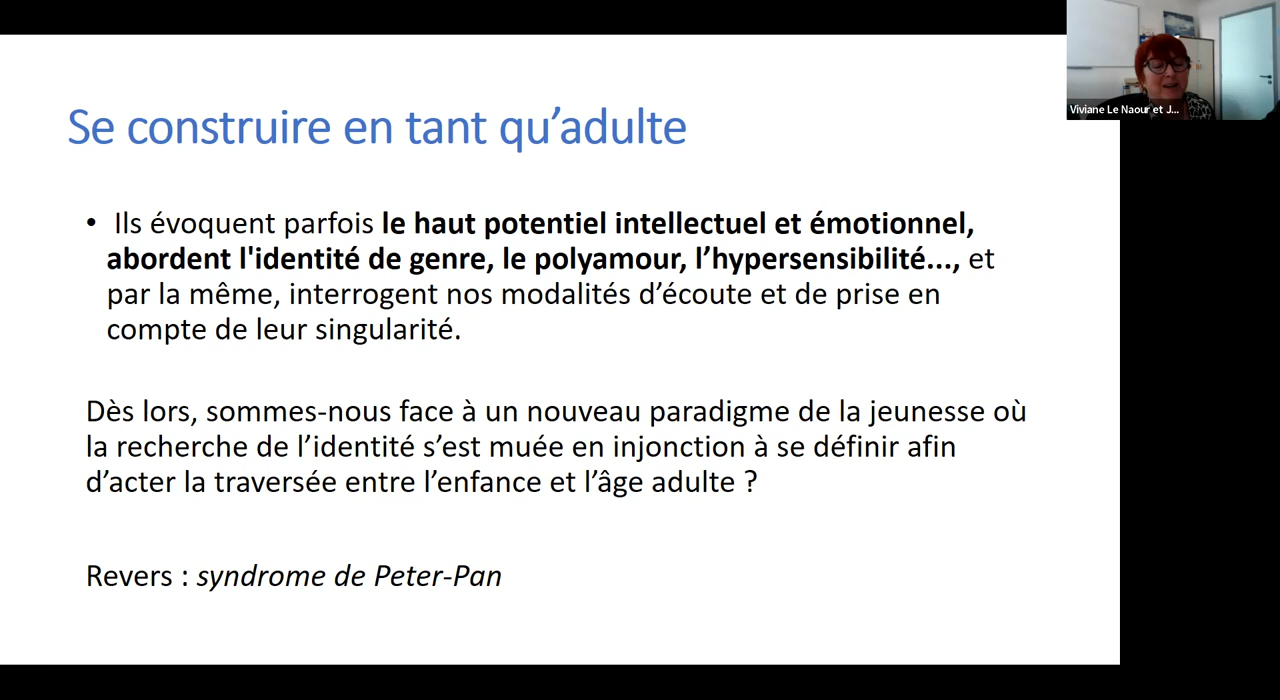 Se construire en tant qu’adulte
• Ils évoquent parfois le haut potentiel intellectuel et émotionnel,
abordent l'identité de genre, le polyamour, l’hypersensibilité..., et
par la même, interrogent nos modalités d’écoute et de prise en
compte de leur singularité.
Dès lors, sommes-nous face à un nouveau paradigme de la jeunesse où
la recherche de l’identité s’est muée en injonction à se définir afin
d’acter la traversée entre l’enfance et l’âge adulte ?
Revers : syndrome de Peter-Pan
Viviane Le Naour et J...